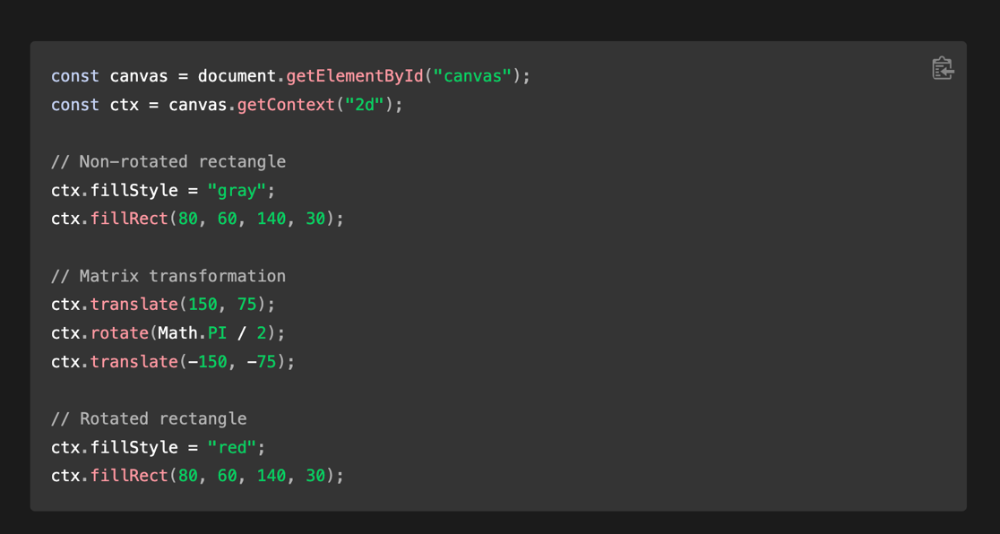 const canvas = document.getElementById("canvas");
const ctx = canvas.getContext("2d");
// Non-rotated rectangle
ctx.fillStyle = "gray";
ctx.fillRect(80, 60, 140, 30);
// Matrix transformation
ctx.translate(150, 75);
ctx.rotate(Math.PI / 2);
ctx.translate(-150, -75);
// Rotated rectangle
ctx.fillStyle = "red";
ctx.fillRect(80, 60, 140, 30);